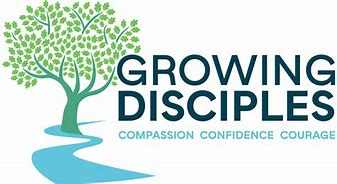 GROWING
DISCIPLES
COMPASSION CONFIDENCE COURAGE